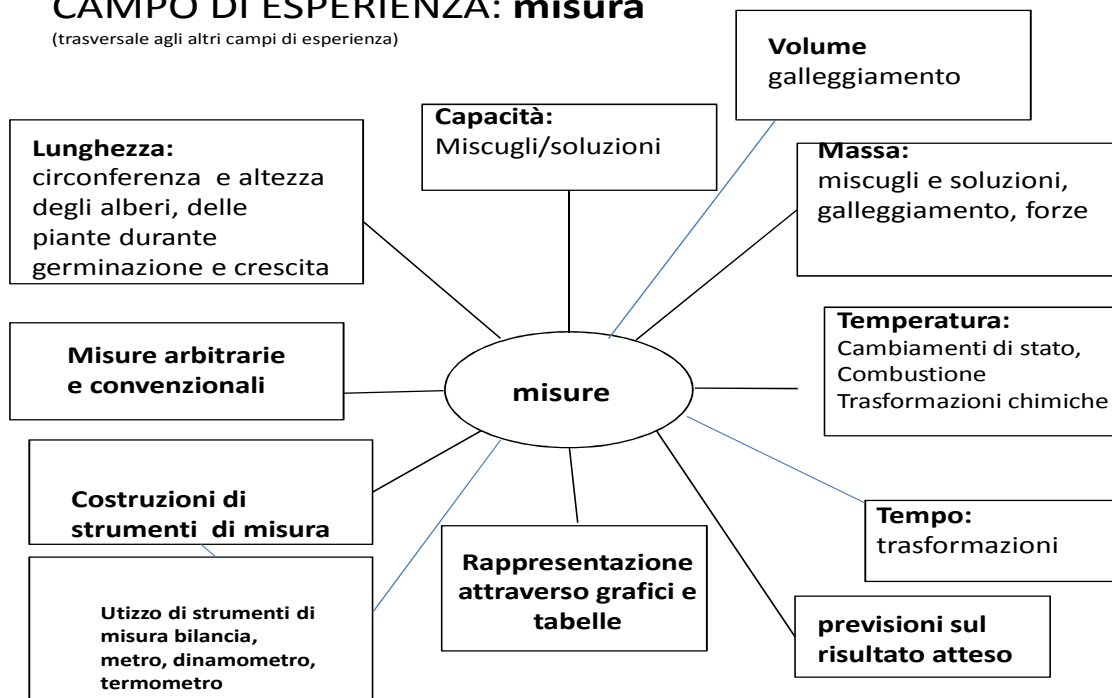 CAMPO DI ESPERIENZA: misura
(trasversale agli altri campi di esperienza)
Volume
galleggiamento
Capacità:
Miscugli/soluzioni
Lunghezza:
circonferenza e altezza
degli alberi, delle
piante durante
germinazione e crescita
Massa:
miscugli e soluzioni,
galleggiamento, forze
Misure arbitrarie
e convenzionali
misure
Temperatura:
Cambiamenti di stato,
Combustione
Trasformazioni chimiche
Costruzioni di
strumenti di misura
Tempo:
trasformazioni
Rappresentazione
attraverso grafici e
tabelle
Utizzo di strumenti di
misura bilancia,
metro, dinamometro,
termometro
previsioni sul
risultato atteso